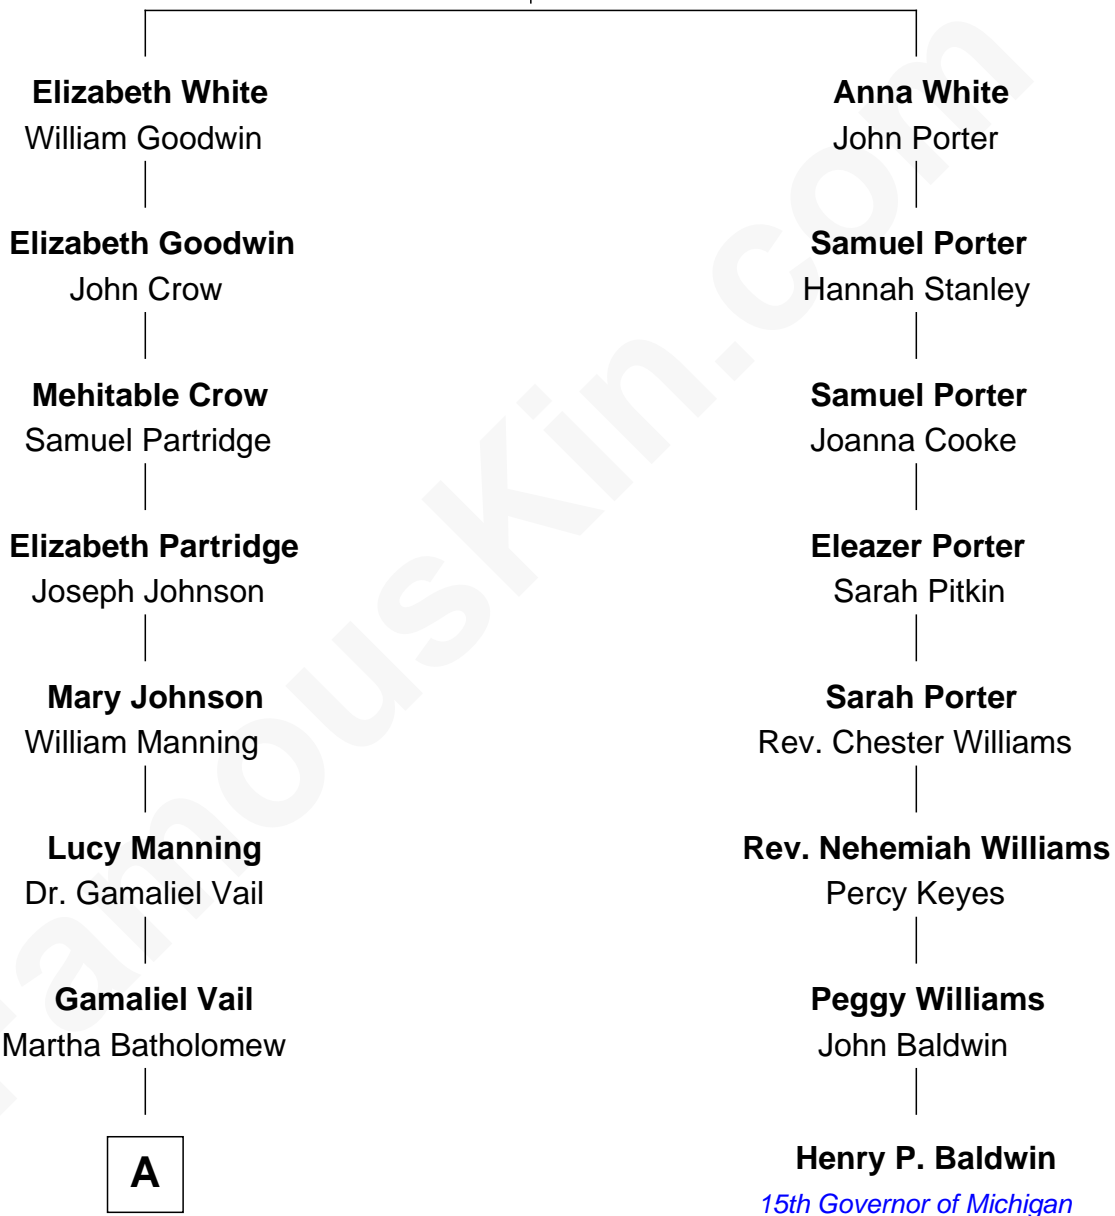 Elizabeth White
William Goodwin
Anna White
John Porter
Elizabeth Goodwin
John Crow
Samuel Porter
Hannah Stanley
Mehitable Crow
Samuel Partridge
Samuel Porter
Joanna Cooke
Elizabeth Partridge
Joseph Johnson
Eleazer Porter
Sarah Pitkin
Mary Johnson
William Manning
Sarah Porter
Rev. Chester Williams
Lucy Manning
Dr. Gamaliel Vail
Rev. Nehemiah Williams
Percy Keyes
Gamaliel Vail
Martha Batholomew
Peggy Williams
John Baldwin
A
Henry P. Baldwin
15th Governor of Michigan
FamousKin.com